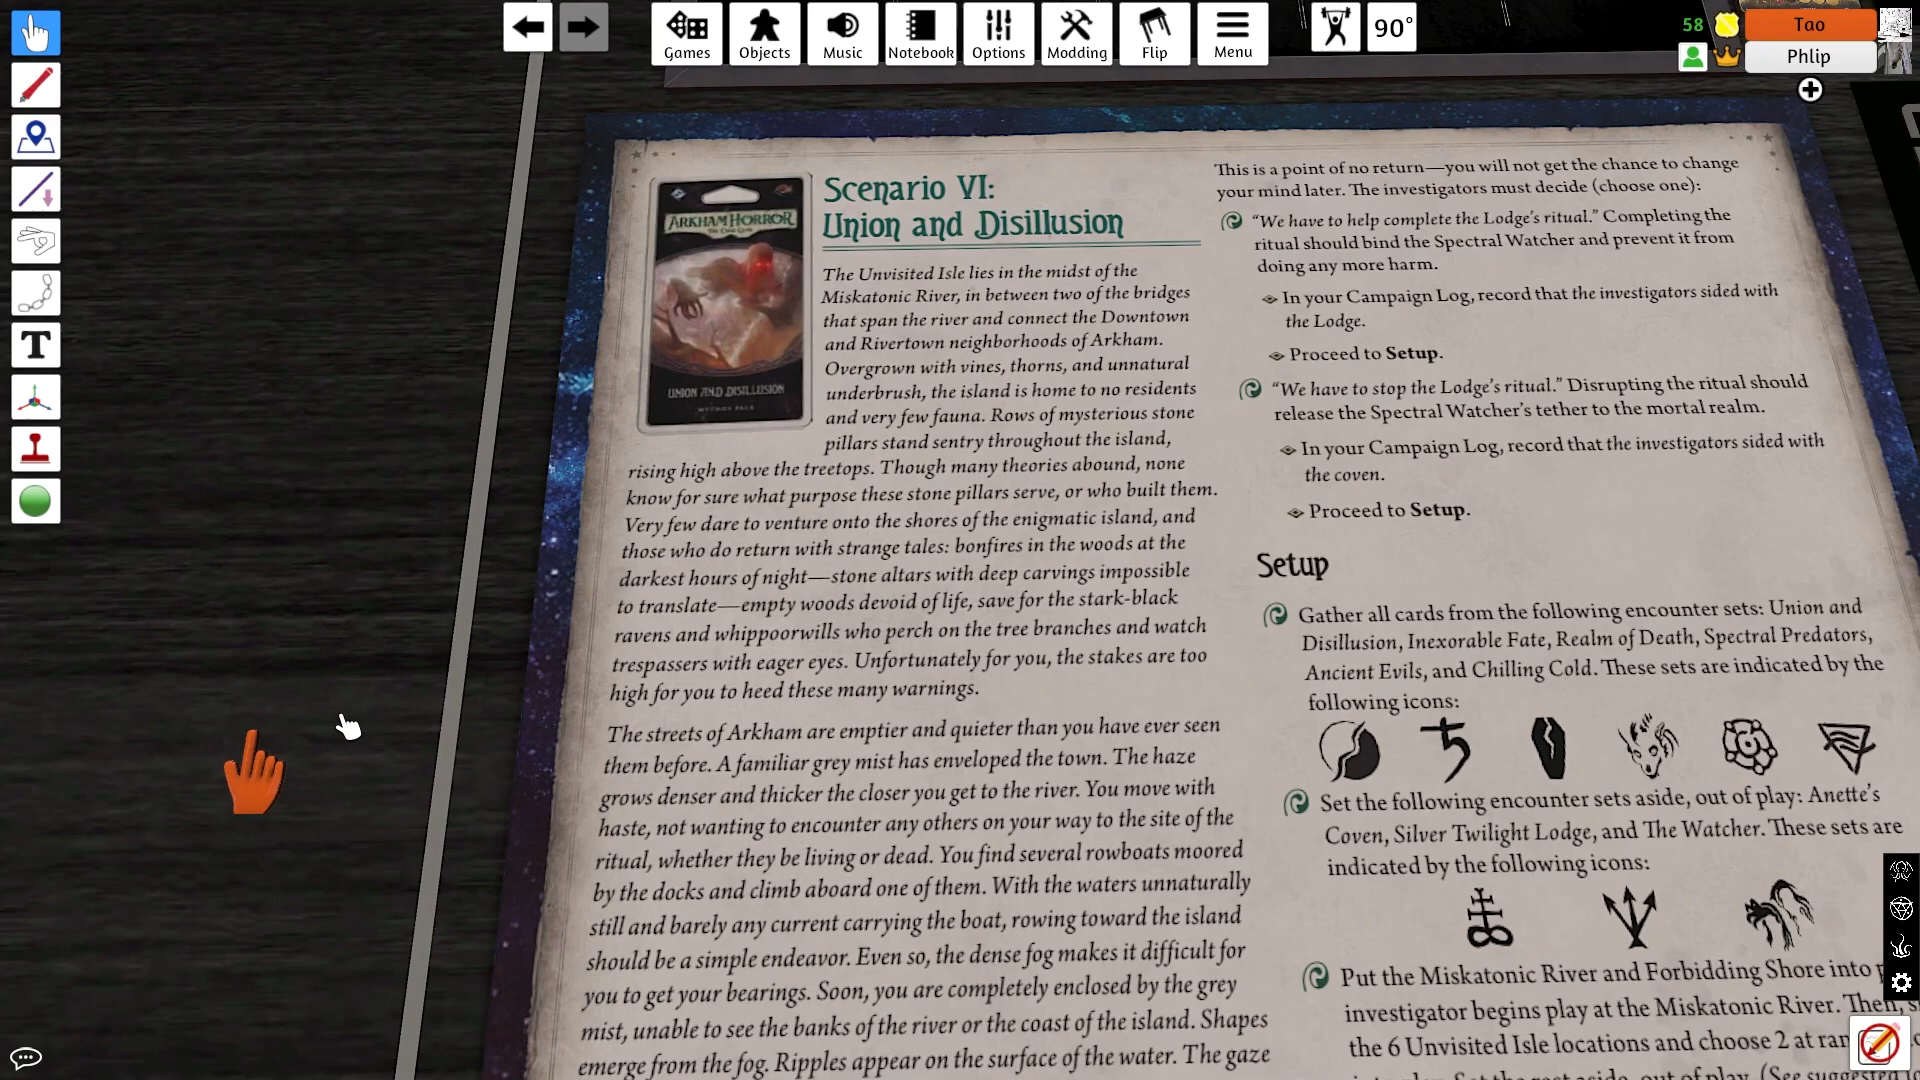 Games
Objects
Music
Notebook
Options
Modding
Flip
Menu
90°
58
Tao
Phlip
T
ARKHAM HORROR
THE CARD GAME
UNION AND DISILLUSION
MYTHOS PACK
Scenario VI:
Union and Disillusion
The Unvisited Isle lies in the midst of the
Miskatonic River, in between two of the bridges
that span the river and connect the Downtown
and Rivertown neighborhoods of Arkham.
Overgrown with vines, thorns, and unnatural
underbrush, the island is home to no residents
and very few fauna. Rows of mysterious stone
pillars stand sentry throughout the island,
rising high above the treetops. Though many theories abound, none
know for sure what purpose these stone pillars serve, or who built them.
Very few dare to venture onto the shores of the enigmatic island, and
those who do return with strange tales: bonfires in the woods at the
darkest hours of night—stone altars with deep carvings impossible
to translate—empty woods devoid of life, save for the stark-black
ravens and whippoorwills who perch on the tree branches and watch
trespassers with eager eyes. Unfortunately for you, the stakes are too
high for you to heed these many warnings.
The streets of Arkham are emptier and quieter than you have ever seen
them before. A familiar grey mist has enveloped the town. The haze
grows denser and thicker the closer you get to the river. You move with
haste, not wanting to encounter any others on your way to the site of the
ritual, whether they be living or dead. You find several rowboats moored
by the docks and climb aboard one of them. With the waters unnaturally
still and barely any current carrying the boat, rowing toward the island
should be a simple endeavor. Even so, the dense fog makes it difficult for
you to get your bearings. Soon, you are completely enclosed by the grey
mist, unable to see the banks of the river or the coast of the island. Shapes
emerge from the fog. Ripples appear on the surface of the water. The gaze
This is a point of no return—you will not get the chance to change
your mind later. The investigators must decide (choose one):
“We have to help complete the Lodge’s ritual.” Completing the
ritual should bind the Spectral Watcher and prevent it from
doing any more harm.
In your Campaign Log, record that the investigators sided with
the Lodge.
Proceed to Setup.
“We have to stop the Lodge’s ritual.” Disrupting the ritual should
release the Spectral Watcher’s tether to the mortal realm.
In your Campaign Log, record that the investigators sided with
the coven.
Proceed to Setup.
Setup
Gather all cards from the following encounter sets: Union and
Disillusion, Inexorable Fate, Realm of Death, Spectral Predators,
Ancient Evils, and Chilling Cold. These sets are indicated by the
following icons:
Set the following encounter sets aside, out of play: Anette’s
Coven, Silver Twilight Lodge, and The Watcher. These sets are
indicated by the following icons:
Put the Miskatonic River and Forbidding Shore into
investigator begins play at the Miskatonic River. Then,
the 6 Unvisited Isle locations and choose 2 at
the rest aside, out of play. (See suggested